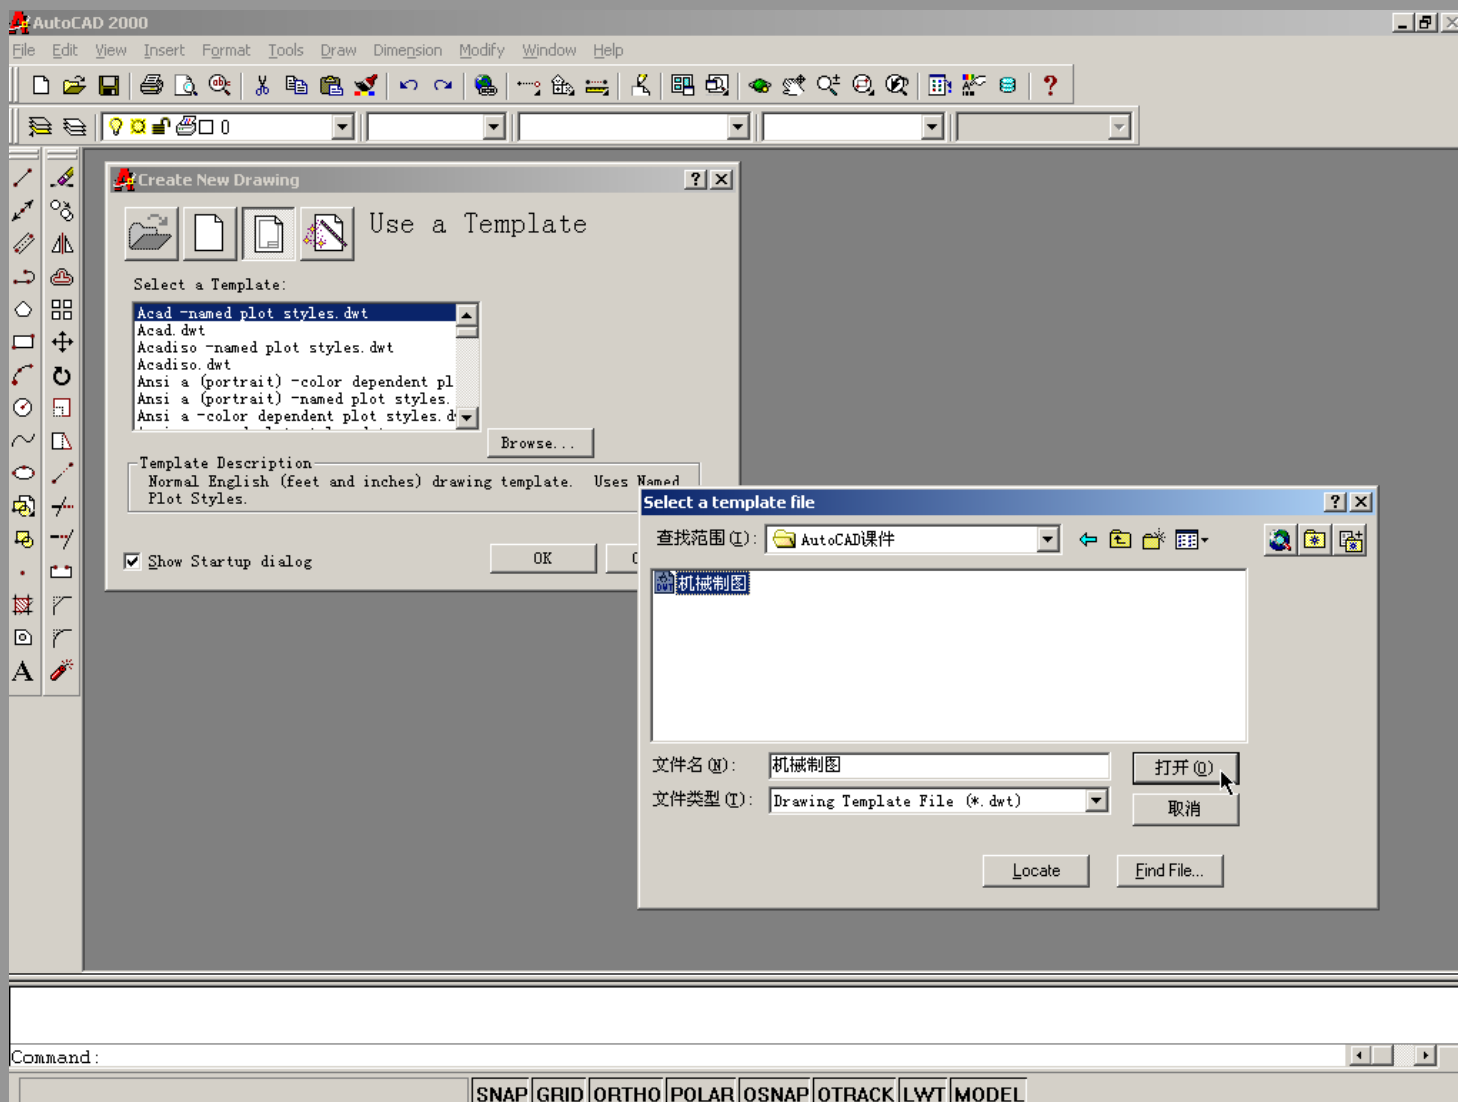 AutoCAD 2000
File Edit View Insert Format Tools Draw Dimension Modify Window Help
0
Create New Drawing
Use a Template
Select a Template:
Acad -named plot styles.dwt
Acad.dwt
Acadiso -named plot styles.dwt
Acadiso.dwt
Ansi a (portrait) -color dependent pl
Ansi a (portrait) -named plot styles.
Ansi a -color dependent plot styles.d
Browse...
Template Description
Normal English (feet and inches) drawing template. Uses Named
Plot Styles.
Show Startup dialog
OK
Select a template file
查找范围(I): AutoCAD课件
机械制图
文件名(N): 机械制图
打开(O)
文件类型(T): Drawing Template File (*.dwt)
取消
Locate
Find File...
A
Command:
SNAP GRID ORTHO POLAR OSNAP OTRACK LWT MODEL